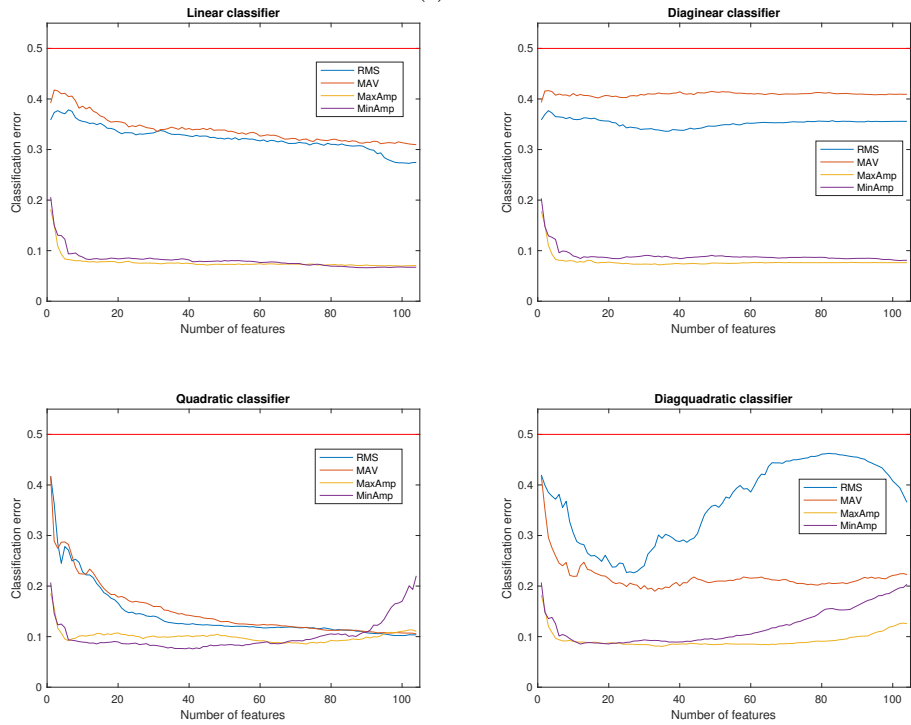 Linear classifier
0.5
0.4
0.3
0.2
0.1
0
Classification error
RMS
MAV
MaxAmp
MinAmp
0 20 40 60 80 100
Number of features
Diaginear classifier
0.5
0.4
0.3
0.2
0.1
0
Classification error
RMS
MAV
MaxAmp
MinAmp
0 20 40 60 80 100
Number of features
Quadratic classifier
0.5
0.4
0.3
0.2
0.1
0
Classification error
RMS
MAV
MaxAmp
MinAmp
0 20 40 60 80 100
Number of features
Diagquadratic classifier
0.5
0.4
0.3
0.2
0.1
0
Classification error
RMS
MAV
MaxAmp
MinAmp
0 20 40 60 80 100
Number of features